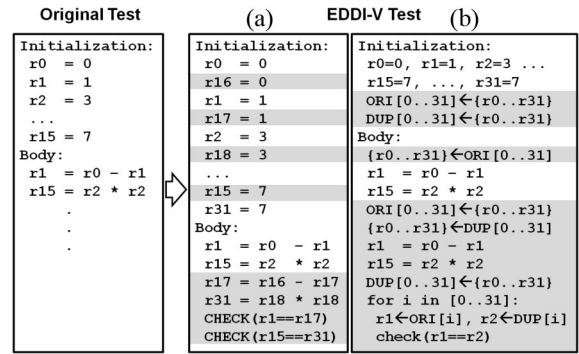 Original Test
(a) EDDI-V Test (b)
Initialization:
r0 = 0
r1 = 1
r2 = 3
...
r15 = 7
Body:
r1 = r0 - r1
r15 = r2 * r2
.
.
.
Initialization:
r0 = 0
r16 = 0
r1 = 1
r17 = 1
r2 = 3
r18 = 3
...
r15 = 7
r31 = 7
Body:
r1 = r0 - r1
r15 = r2 * r2
r17 = r16 - r17
r31 = r18 * r18
CHECK(r1==r17)
CHECK(r15==r31)
Initialization:
r0=0, r1=1, r2=3 ...
r15=7, ..., r31=7
ORI[0..31]←{r0..r31}
DUP[0..31]←{r0..r31}
Body:
{r0..r31}←ORI[0..31]
r1 = r0 - r1
r15 = r2 * r2
ORI[0..31]←{r0..r31}
{r0..r31}←DUP[0..31]
r1 = r0 - r1
r15 = r2 * r2
DUP[0..31]←{r0..r31}
for i in [0..31]:
r1←ORI[i], r2←DUP[i]
check(r1==r2)